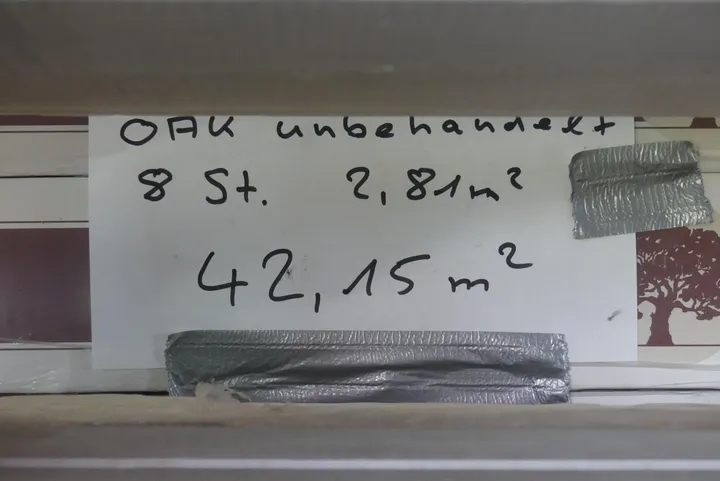 OAK unbehandelt
8 St. 2,81m²
42,15 m²